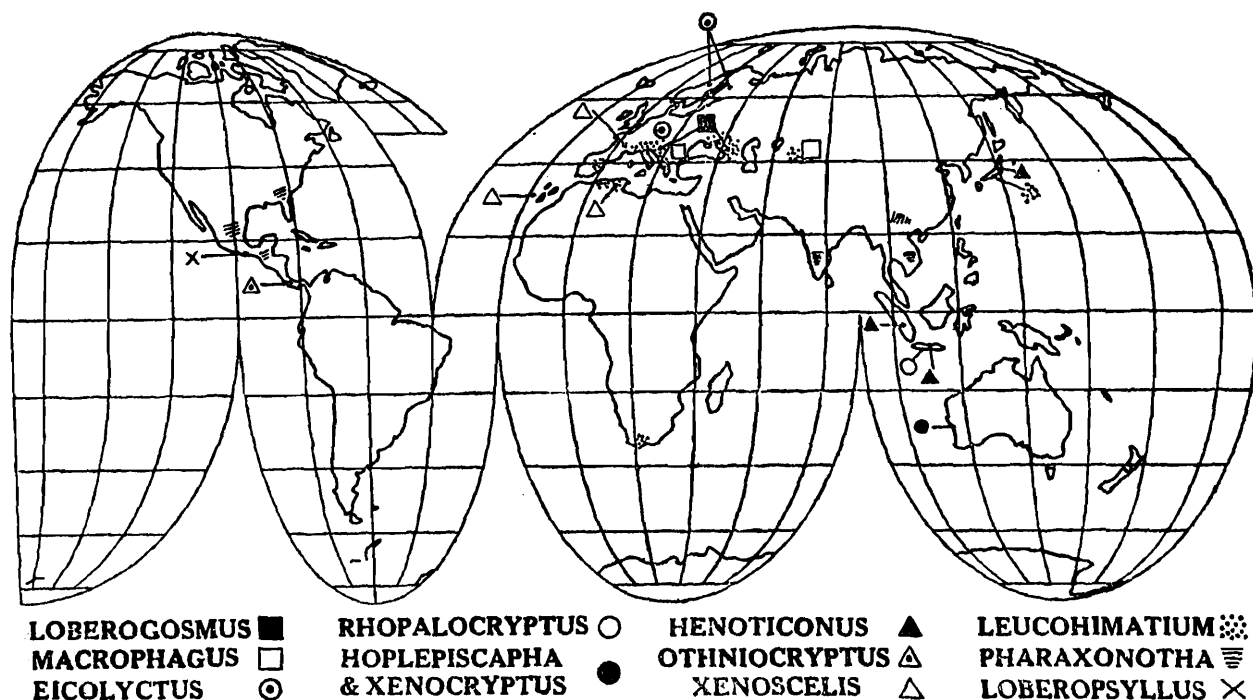 LOBEROGOSMUS RHOPALOCRYPTUS HENOTICONUS LEUCOHIMATIUM
MACROPHAGUS HOPLEPISCAPHA OTHNIOCRYPTUS PHARAXONOTHA
EICOLYCTUS & XENOCRYPTUS XENOSCELIS LOBEROPSYLLUS